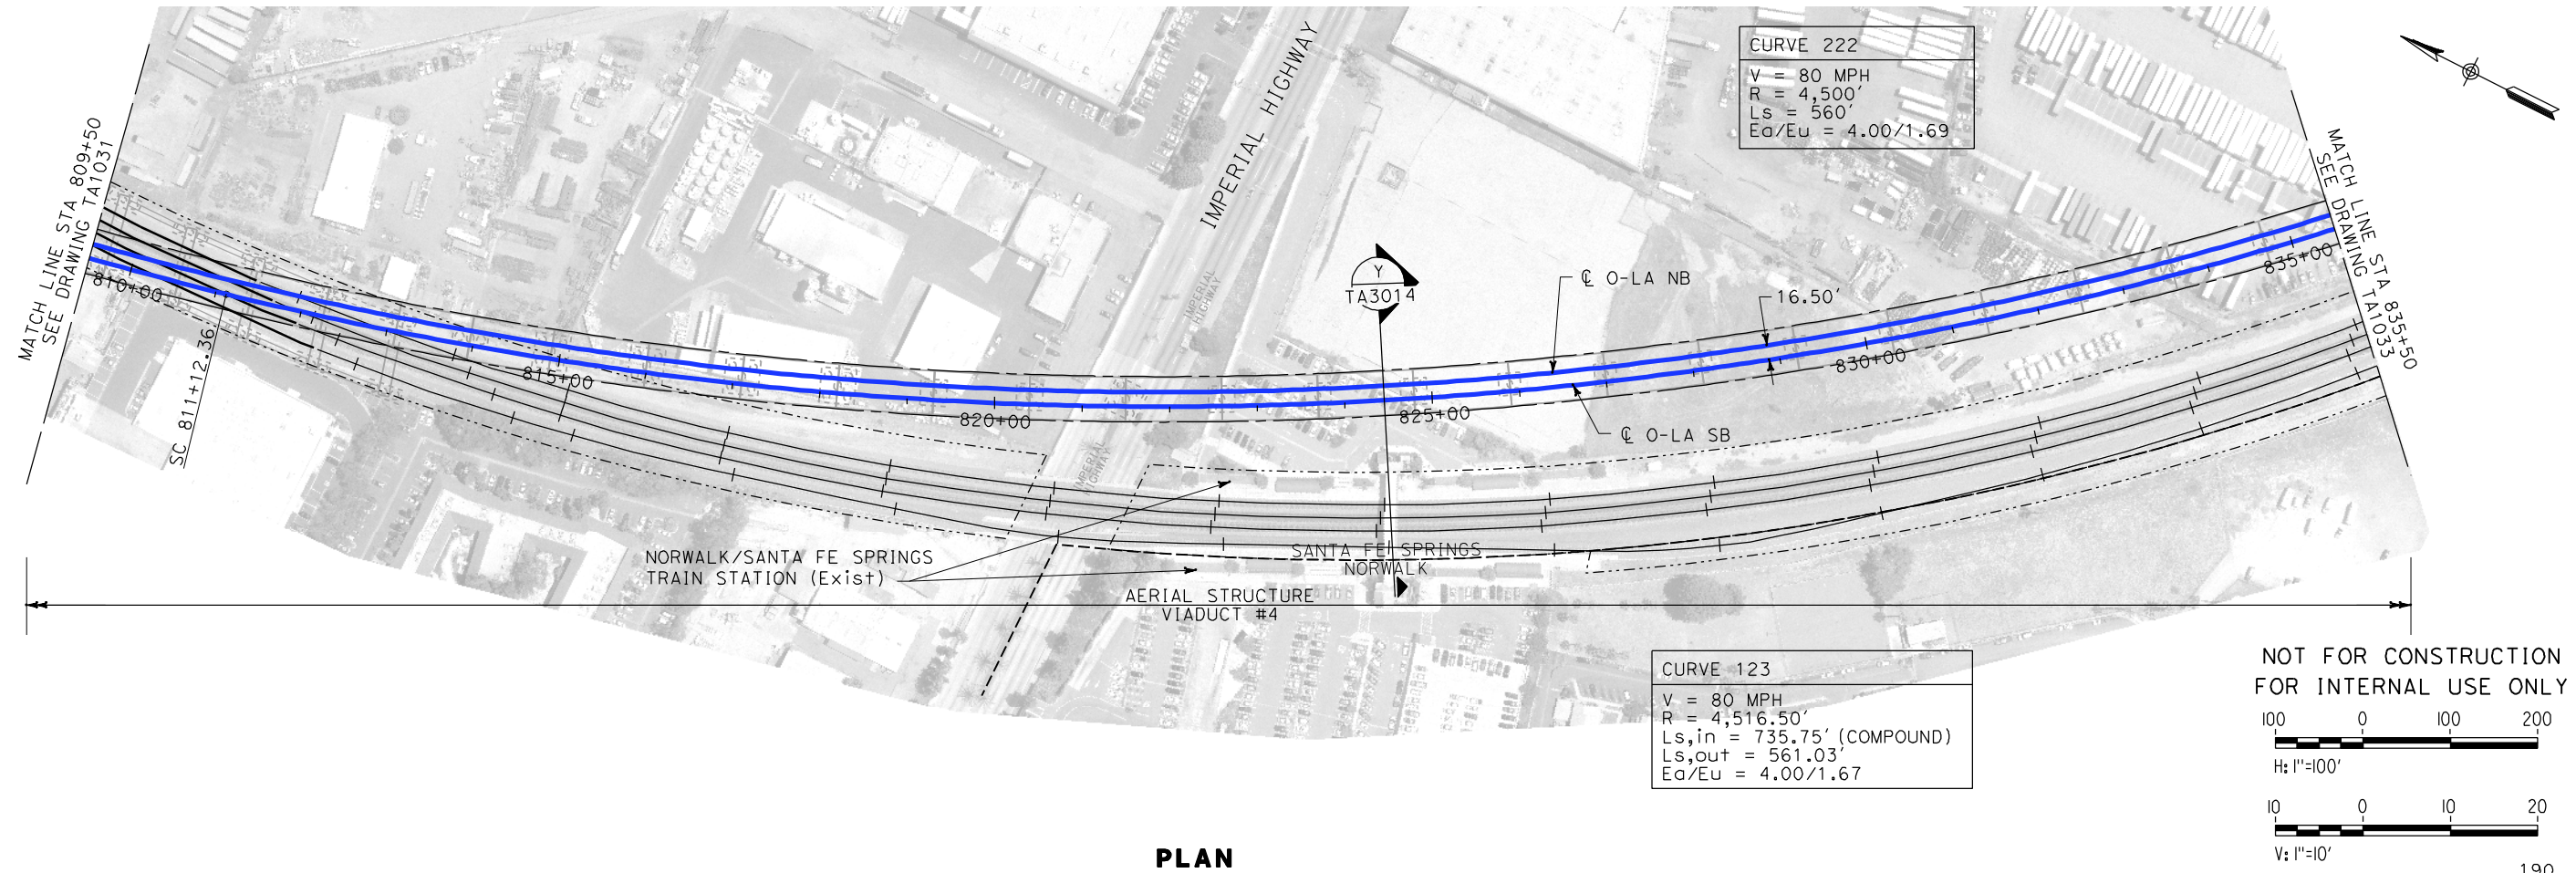 MATCH LINE STA 809+50
SEE DRAWING TA1031
810+00
SC 811+12.36
815+00
820+00
825+00
830+00
835+00
IMPERIAL HIGHWAY
IMPERIAL
HIGHWAY
IMPERIAL
HIGHWAY
Y
TA3014
℄ O-LA NB
16.50'
℄ O-LA SB
CURVE 222
V = 80 MPH
R = 4,500'
Ls = 560'
Ea/Eu = 4.00/1.69
MATCH LINE STA 835+50
SEE DRAWING TA1033
NORWALK/SANTA FE SPRINGS
TRAIN STATION (Exist)
SANTA FE SPRINGS
NORWALK
AERIAL STRUCTURE
VIADUCT #4
CURVE 123
V = 80 MPH
R = 4,516.50'
Ls,in = 735.75' (COMPOUND)
Ls,out = 561.03'
Ea/Eu = 4.00/1.67
NOT FOR CONSTRUCTION
FOR INTERNAL USE ONLY
100 0 100 200
H: 1"=100'
10 0 10 20
V: 1"=10'
190
PLAN